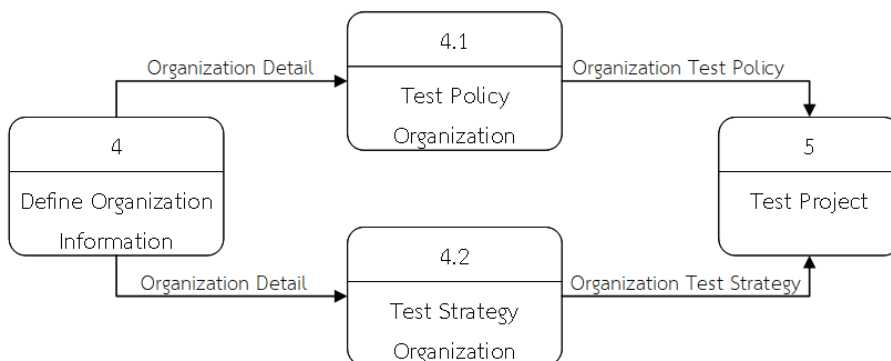 4.1
Organization Detail
Organization Test Policy
Test Policy
Organization
4
5
Define Organization
Information
Test Project
4.2
Organization Detail
Organization Test Strategy
Test Strategy
Organization